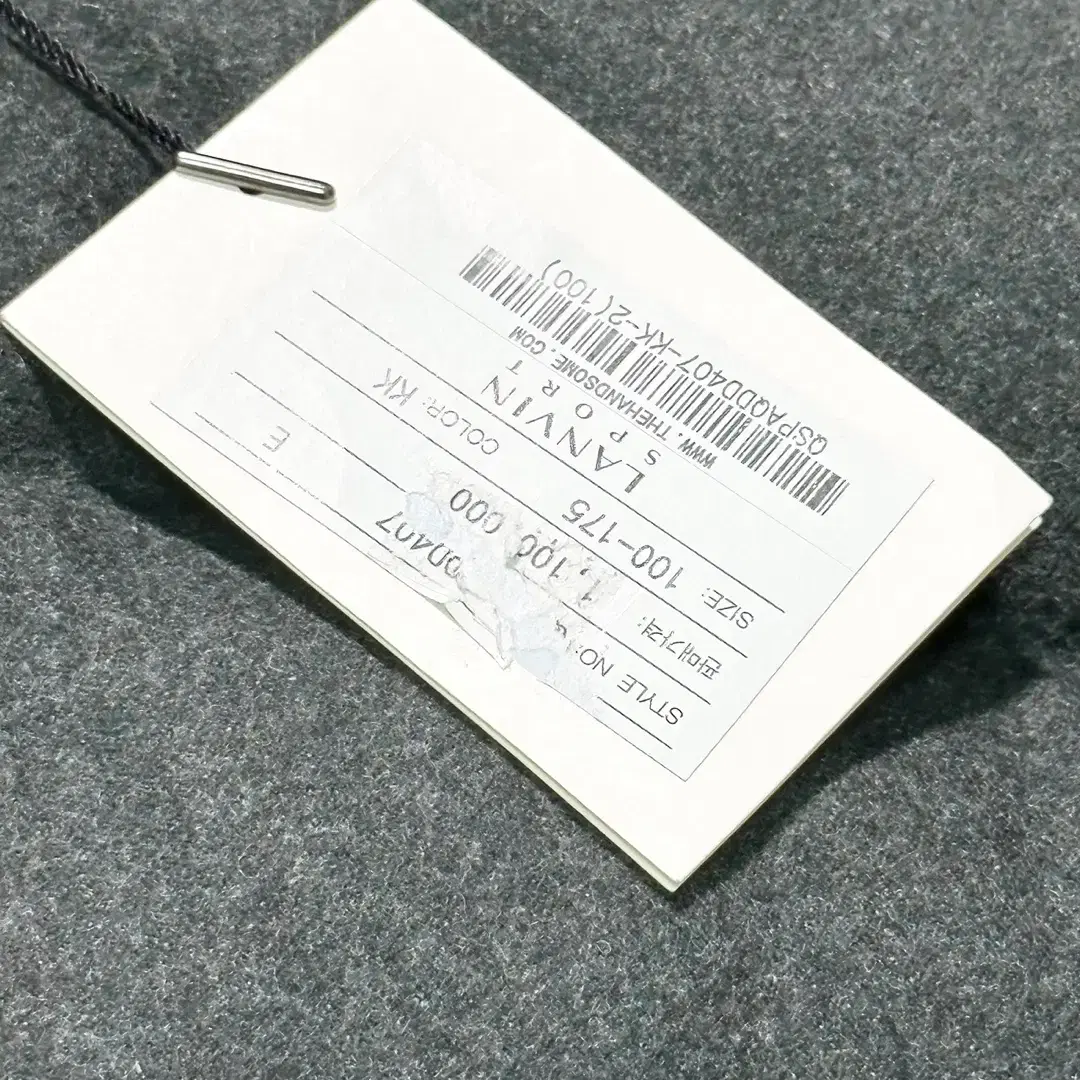 STYLE NO: DD407 E
판매가격: 1,100,000
SIZE: 100-175 COLOR: KK
LANVIN
SPORT
WWW.THEHANDSOME.COM
QSPAQDD407-KK-2(100)